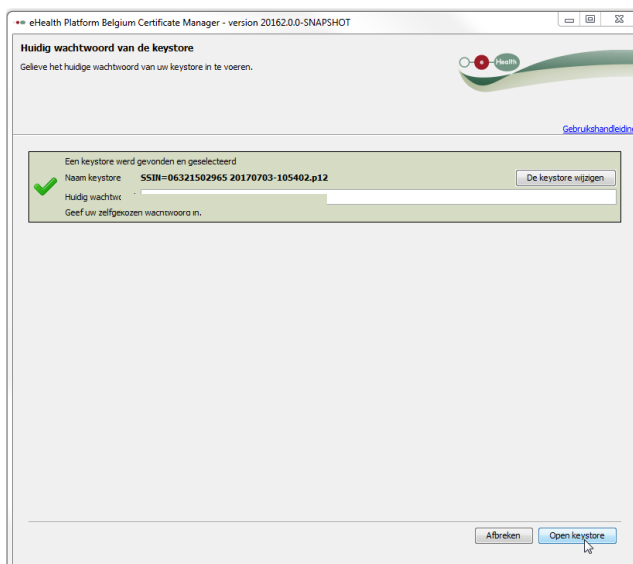 eHealth Platform Belgium Certificate Manager - version 20162.0.0-SNAPSHOT
Huidig wachtwoord van de keystore
Gelieve het huidige wachtwoord van uw keystore in te voeren.
Health
Gebruikshandleiding
Een keystore werd gevonden en geselecteerd
Naam keystore SSIN=06321502965 20170703-105402.p12 De keystore wijzigen
Huidig
Geef uw zelfgekozen wachtwoord in.
Afbreken Open keystore